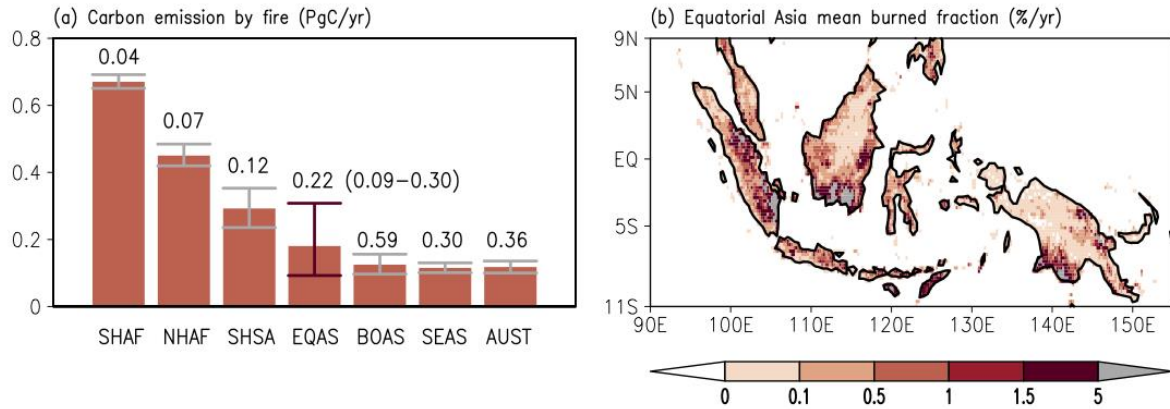 (a) Carbon emission by fire (PgC/yr)
0.8
0.6
0.4
0.2
0
0.04
0.07
0.12
0.22 (0.09−0.30)
0.59
0.30
0.36
SHAF NHAF SHSA EQAS BOAS SEAS AUST
(b) Equatorial Asia mean burned fraction (%/yr)
9N
5N
EQ
5S
11S
90E 100E 110E 120E 130E 140E 150E
0 0.1 0.5 1 1.5 5